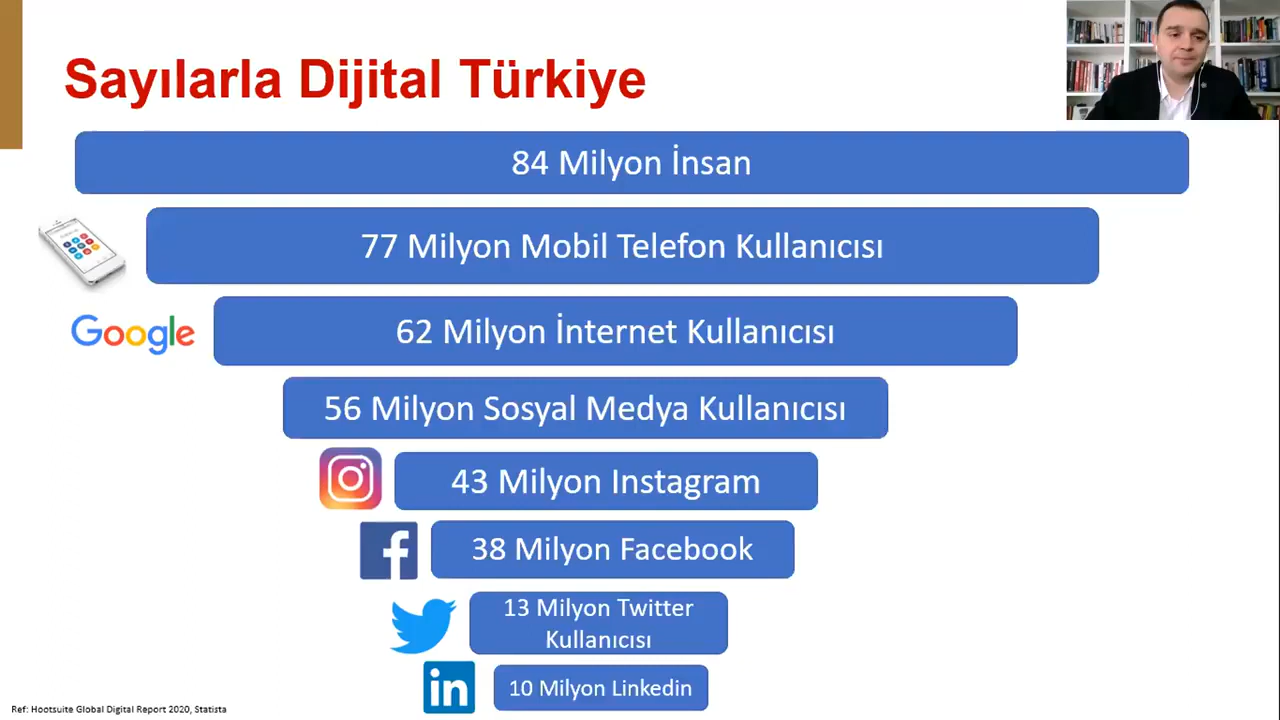 Sayılarla Dijital Türkiye
84 Milyon İnsan
77 Milyon Mobil Telefon Kullanıcısı
Google
62 Milyon İnternet Kullanıcısı
56 Milyon Sosyal Medya Kullanıcısı
43 Milyon Instagram
f
38 Milyon Facebook
13 Milyon Twitter
Kullanıcısı
in
10 Milyon Linkedin
Ref: Hootsuite Global Digital Report 2020, Statista